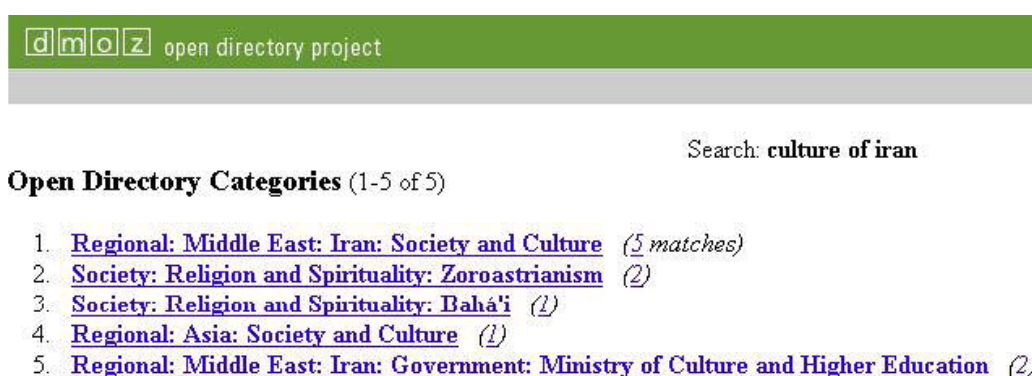 dmoz open directory project
Search: culture of iran
Open Directory Categories (1-5 of 5)
1. Regional: Middle East: Iran: Society and Culture (5 matches)
2. Society: Religion and Spirituality: Zoroastrianism (2)
3. Society: Religion and Spirituality: Bahá'i (1)
4. Regional: Asia: Society and Culture (1)
5. Regional: Middle East: Iran: Government: Ministry of Culture and Higher Education (2